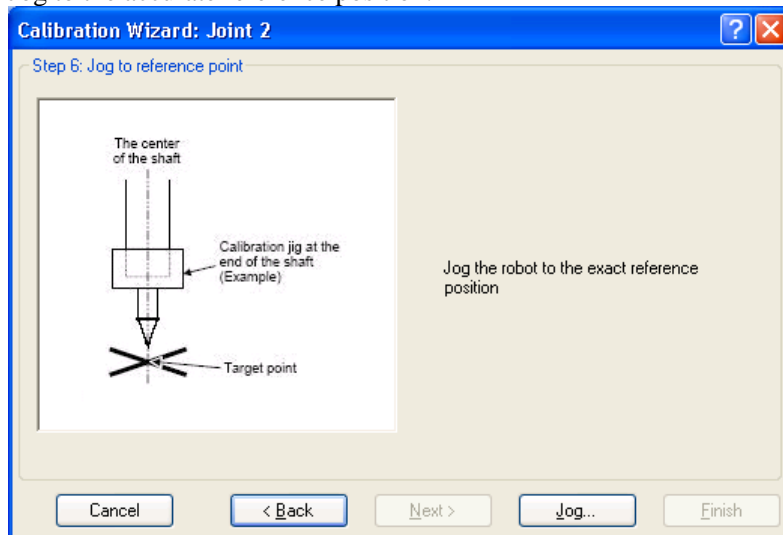 Calibration Wizard: Joint 2
Step 6: Jog to reference point
The center
of the shaft
Calibration jig at the
end of the shaft
(Example)
Target point
Jog the robot to the exact reference
position
Cancel
< Back
Next >
Jog...
Finish